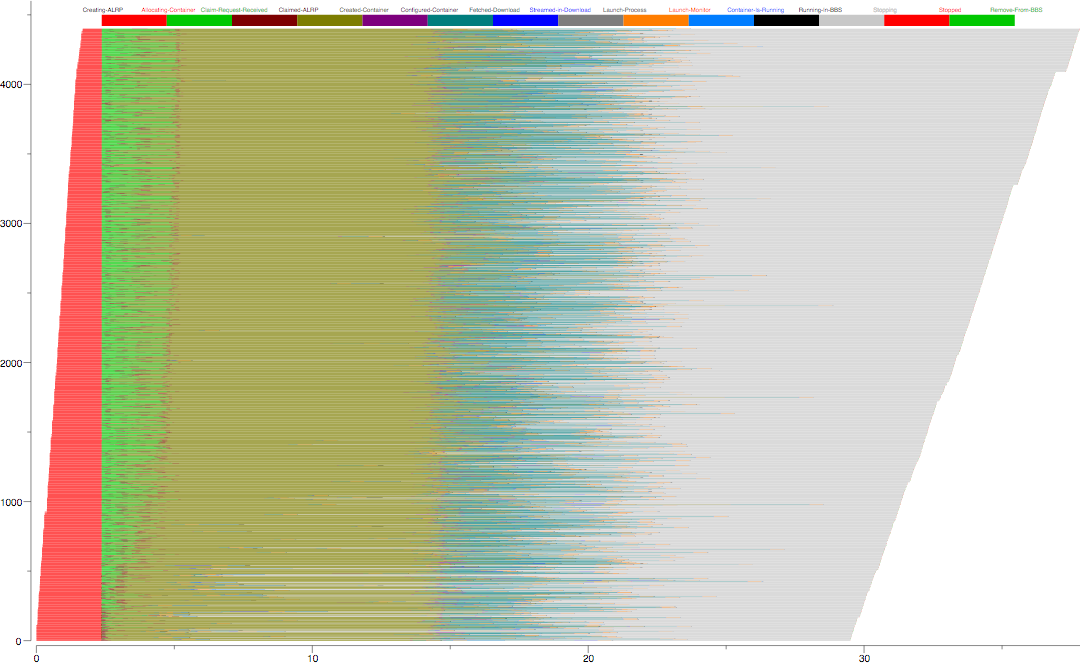 Creating-ALRP Allocating-Container Claim-Request-Received Claimed-ALRP Created-Container Configured-Container Fetched-Download Streamed-in-Download Launch-Process Launch-Monitor Container-Is-Running Running-In-BBS Stopping Stopped Remove-From-BBS
4000
3000
2000
1000
0
0 10 20 30